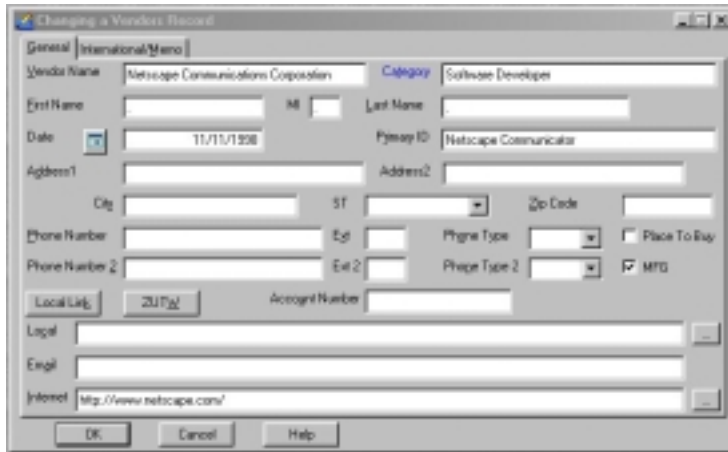 Changing a Vendors Record
General International/Memo
Vendor Name Netscape Communications Corporation Category Software Developer
First Name . MI . Last Name .
Date 11/11/1998 Primary ID Netscape Communicator
Address1 Address2
City ST Zip Code
Phone Number Ext Phone Type Place To Buy
Phone Number 2 Ext 2 Phone Type 2 MFG
Local Link ZUTW Account Number
Local ...
Email
Internet http://www.netscape.com/ ...
OK Cancel Help